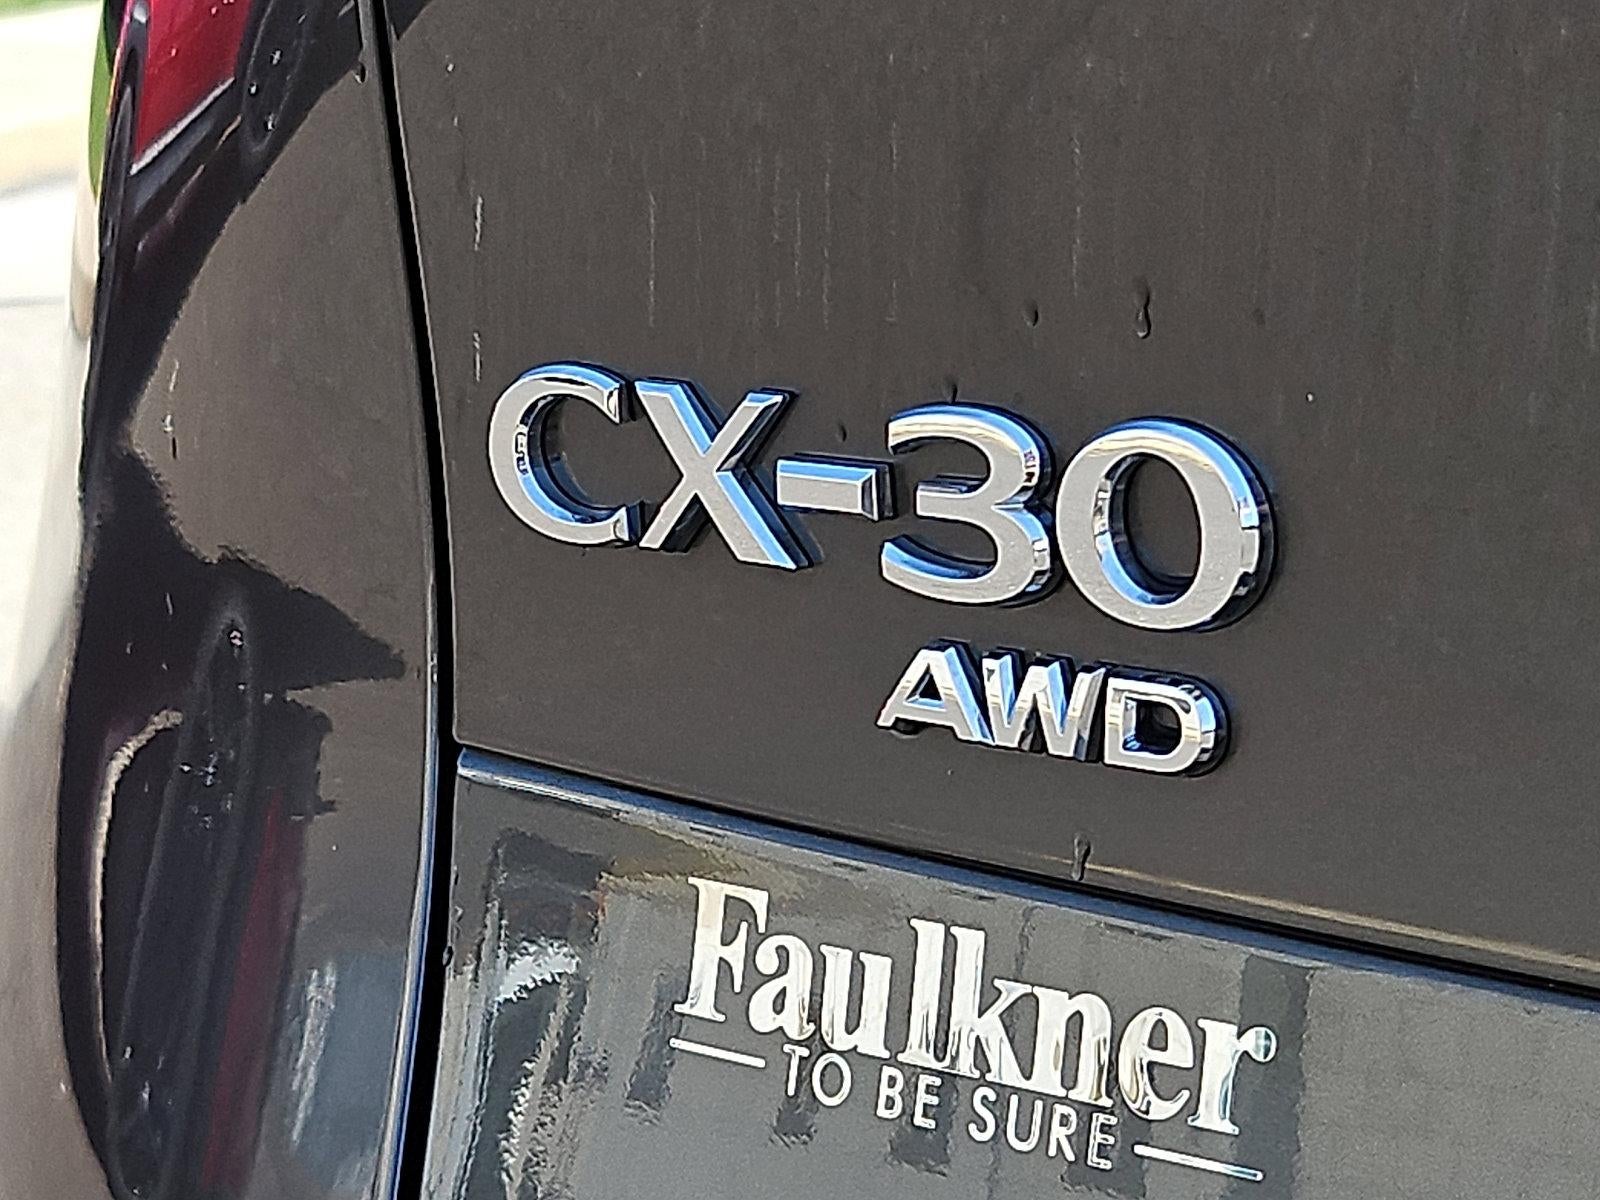 CX-30
AWD
Faulkner
TO BE SURE